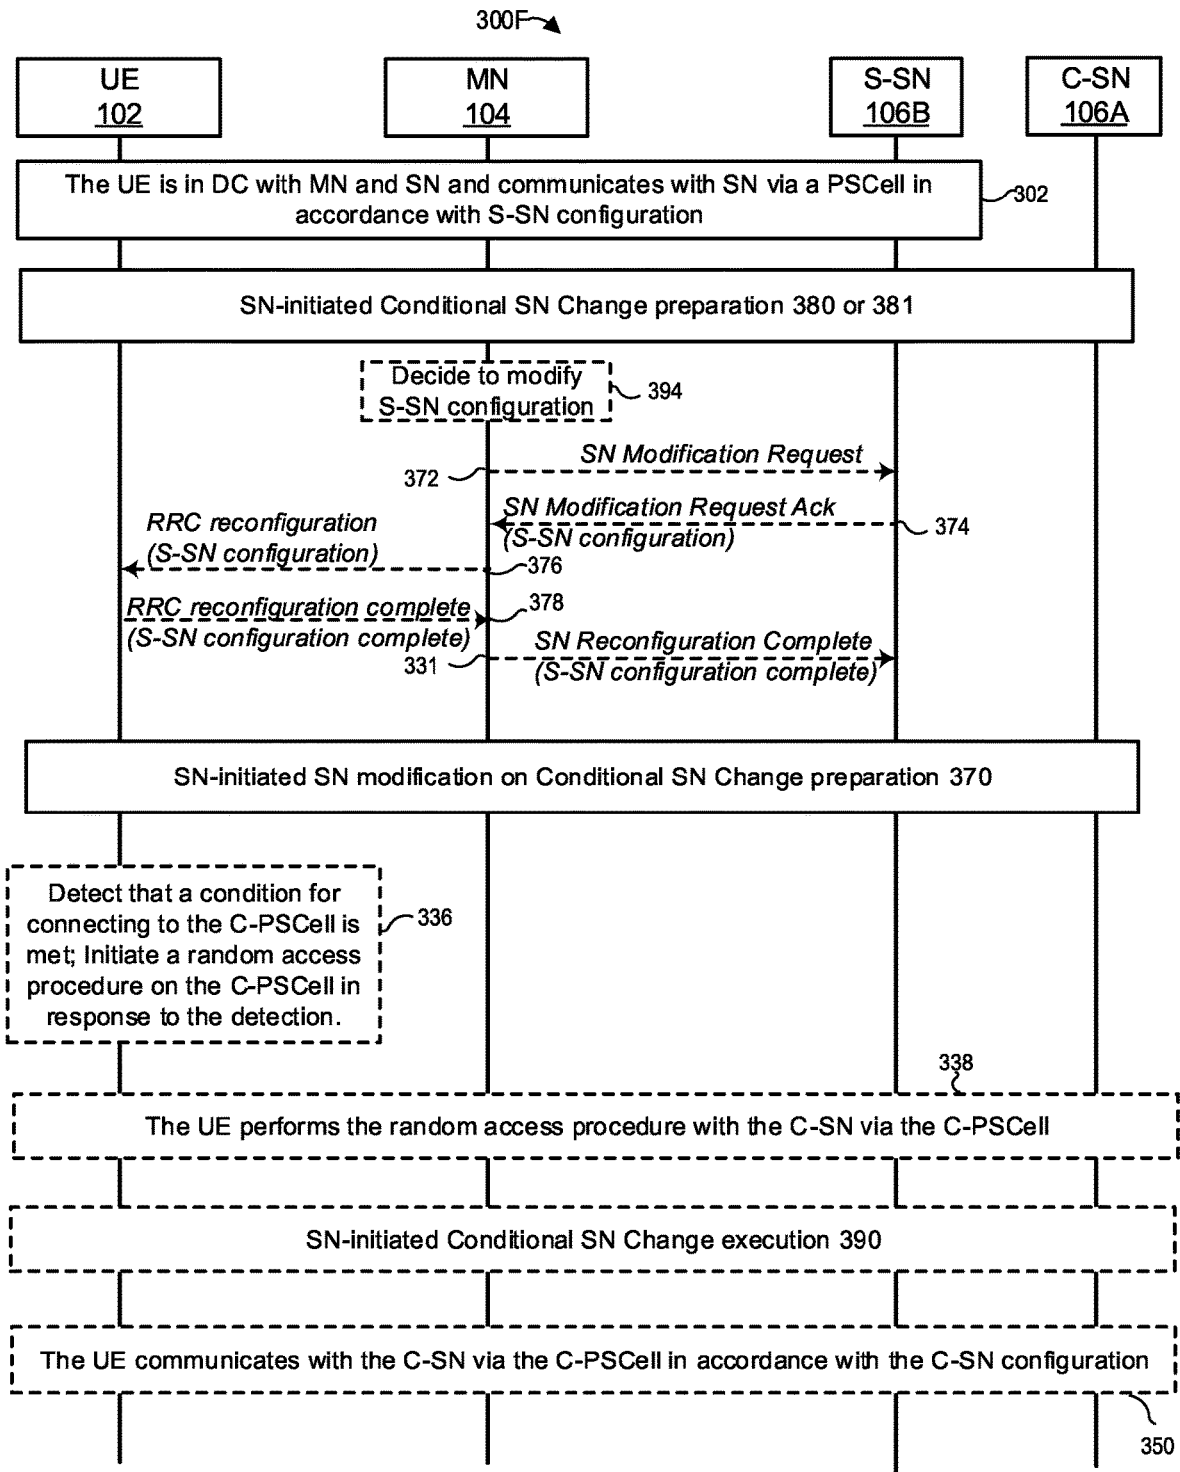 300F
UE
102
MN
104
S-SN
106B
C-SN
106A
The UE is in DC with MN and SN and communicates with SN via a PSCell in
accordance with S-SN configuration
302
SN-initiated Conditional SN Change preparation 380 or 381
Decide to modify
S-SN configuration
394
SN Modification Request
372
SN Modification Request Ack
(S-SN configuration)
374
RRC reconfiguration
(S-SN configuration)
376
RRC reconfiguration complete
(S-SN configuration complete)
378
SN Reconfiguration Complete
(S-SN configuration complete)
331
SN-initiated SN modification on Conditional SN Change preparation 370
Detect that a condition for
connecting to the C-PSCell is
met; Initiate a random access
procedure on the C-PSCell in
response to the detection.
336
338
The UE performs the random access procedure with the C-SN via the C-PSCell
SN-initiated Conditional SN Change execution 390
The UE communicates with the C-SN via the C-PSCell in accordance with the C-SN configuration
350